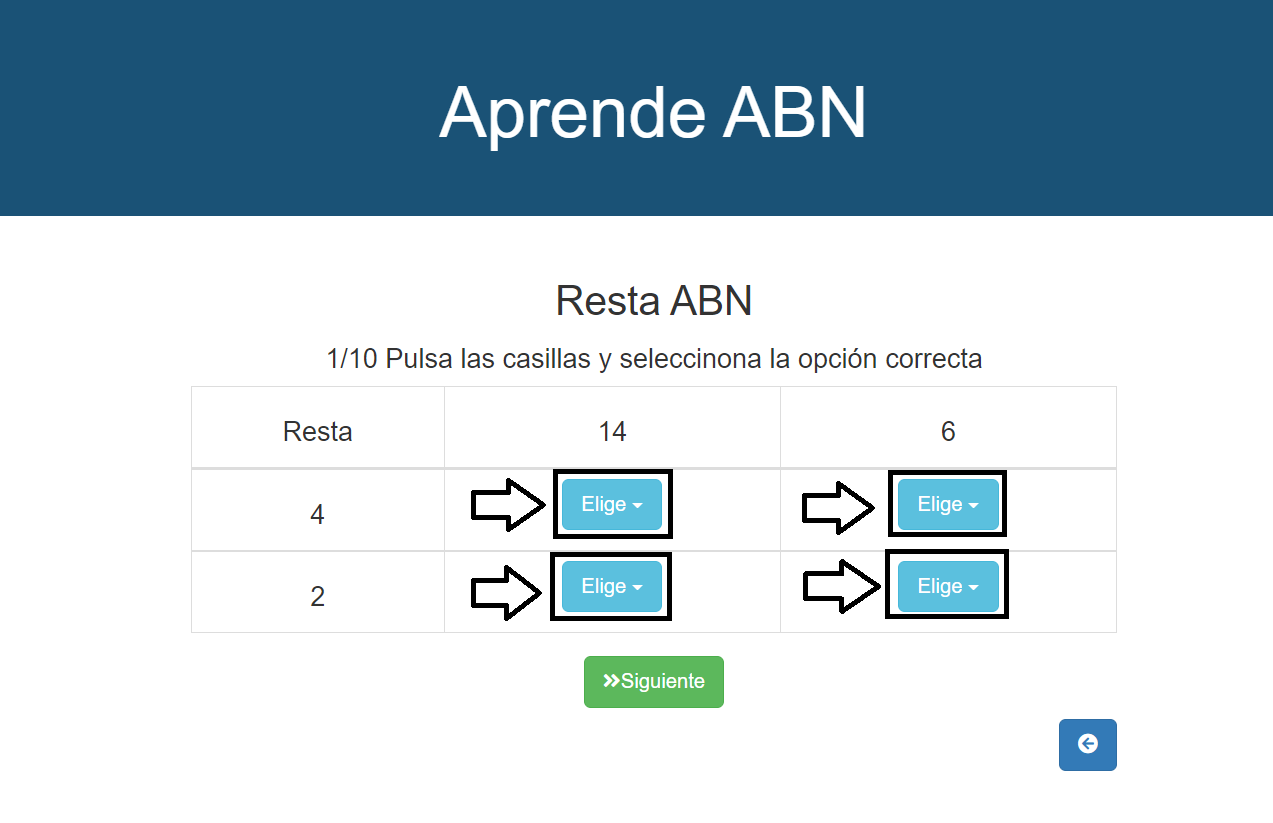 Aprende ABN
Resta ABN
1/10 Pulsa las casillas y seleccinona la opción correcta
Resta 14 6
4 Elige Elige
2 Elige Elige
Siguiente